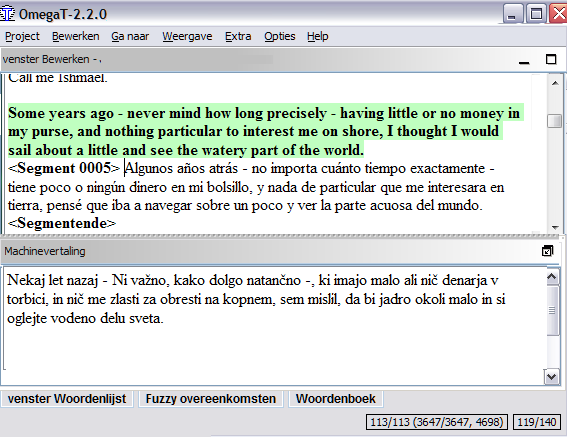 OmegaT-2.2.0
Project Bewerken Ga naar Weergave Extra Opties Help
venster Bewerken -
Call me Ishmael.
Some years ago - never mind how long precisely - having little or no money in
my purse, and nothing particular to interest me on shore, I thought I would
sail about a little and see the watery part of the world.
<Segment 0005> Algunos años atrás - no importa cuánto tiempo exactamente -
tiene poco o ningún dinero en mi bolsillo, y nada de particular que me interesara en
tierra, pensé que iba a navegar sobre un poco y ver la parte acuosa del mundo.
<Segmentende>
Machinevertaling
Nekaj let nazaj - Ni važno, kako dolgo natančno -, ki imajo malo ali nič denarja v
torbici, in nič me zlasti za obresti na kopnem, sem mislil, da bi jadro okoli malo in si
oglejte vodeno delu sveta.
venster Woordenlijst Fuzzy overeenkomsten Woordenboek
113/113 (3647/3647, 4698) 119/140